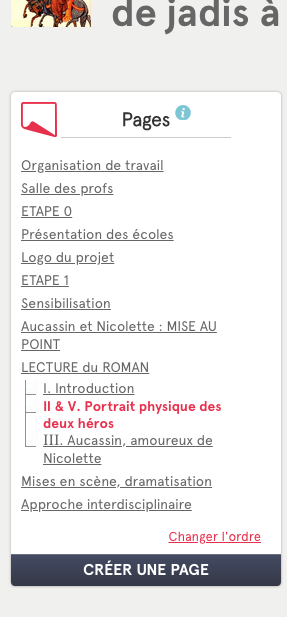 de jadis à
Pages
i
Organisation de travail
Salle des profs
ETAPE 0
Présentation des écoles
Logo du projet
ETAPE 1
Sensibilisation
Aucassin et Nicolette : MISE AU
POINT
LECTURE du ROMAN
I. Introduction
II & V. Portrait physique des
deux héros
III. Aucassin, amoureux de
Nicolette
Mises en scène, dramatisation
Approche interdisciplinaire
Changer l'ordre
CRÉER UNE PAGE